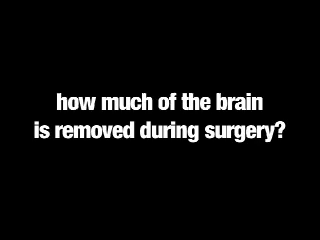 how much of the brain
is removed during surgery?